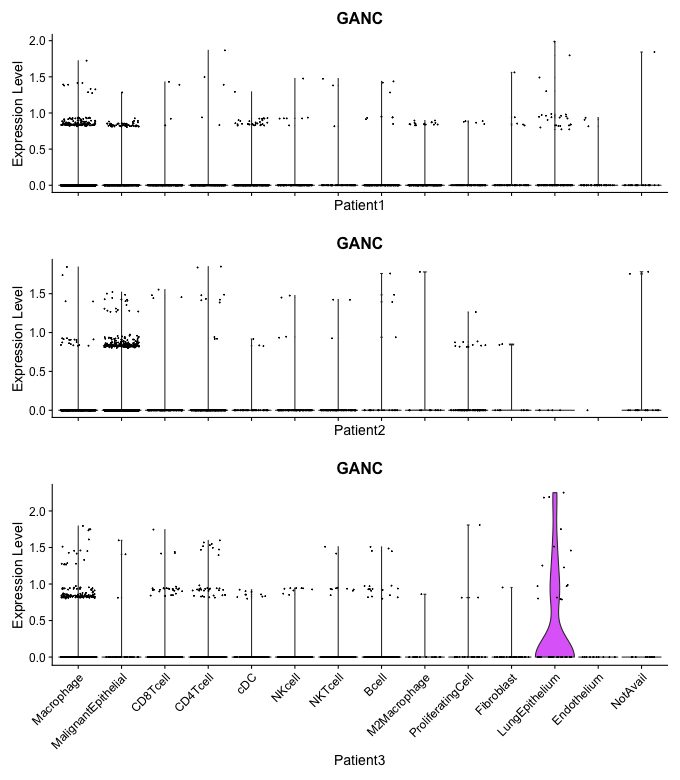 GANC
Expression Level
2.0
1.5
1.0
0.5
0.0
Patient1
GANC
Expression Level
1.5
1.0
0.5
0.0
Patient2
GANC
Expression Level
2.0
1.5
1.0
0.5
0.0
Macrophage
MalignantEpithelial
CD8Tcell
CD4Tcell
cDC
NKcell
NKTcell
Bcell
M2Macrophage
ProliferatingCell
Fibroblast
LungEpithelium
Endothelium
NotAvail
Patient3